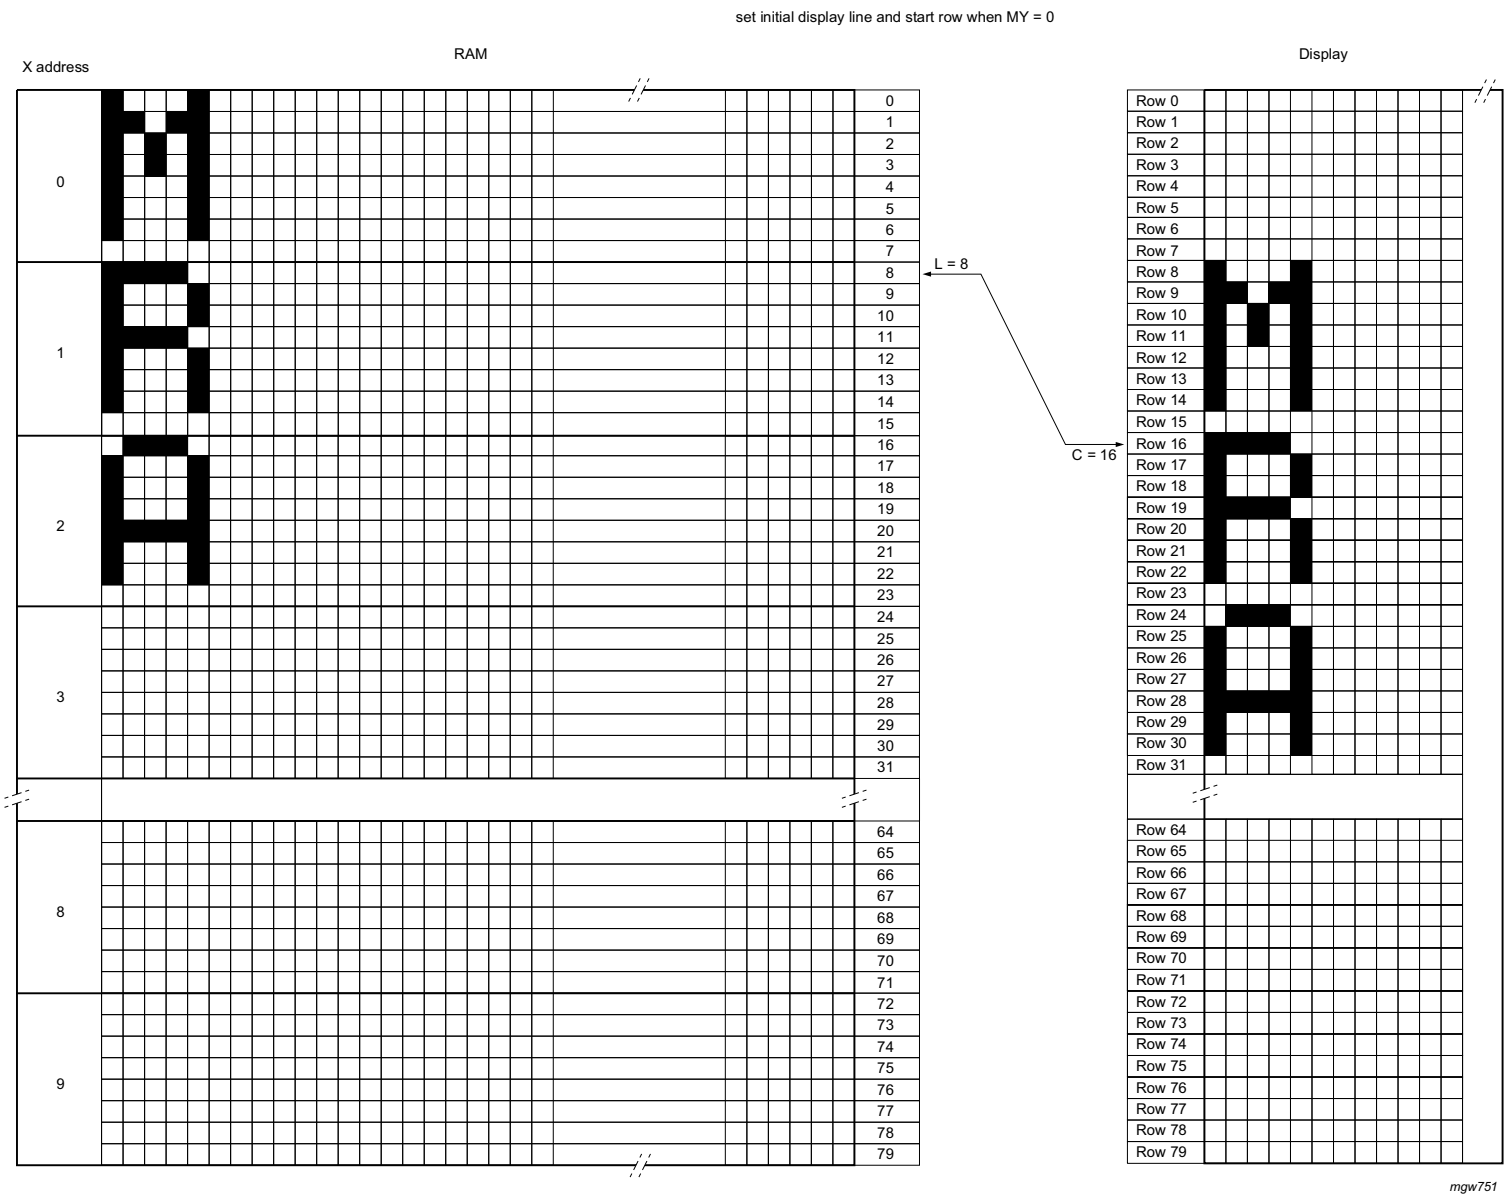 set initial display line and start row when MY = 0
RAM
Display
X address
0
1
2
3
8
9
0
1
2
3
4
5
6
7
8
9
10
11
12
13
14
15
16
17
18
19
20
21
22
23
24
25
26
27
28
29
30
31
64
65
66
67
68
69
70
71
72
73
74
75
76
77
78
79
L = 8
C = 16
Row 0
Row 1
Row 2
Row 3
Row 4
Row 5
Row 6
Row 7
Row 8
Row 9
Row 10
Row 11
Row 12
Row 13
Row 14
Row 15
Row 16
Row 17
Row 18
Row 19
Row 20
Row 21
Row 22
Row 23
Row 24
Row 25
Row 26
Row 27
Row 28
Row 29
Row 30
Row 31
Row 64
Row 65
Row 66
Row 67
Row 68
Row 69
Row 70
Row 71
Row 72
Row 73
Row 74
Row 75
Row 76
Row 77
Row 78
Row 79
M
R
A
M
R
A
mgw751